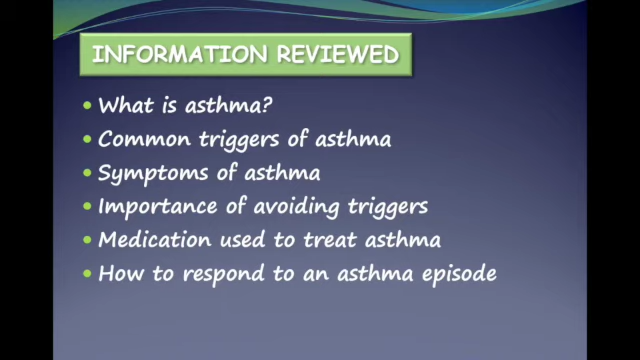 INFORMATION REVIEWED
• What is asthma?
• Common triggers of asthma
• Symptoms of asthma
• Importance of avoiding triggers
• Medication used to treat asthma
• How to respond to an asthma episode